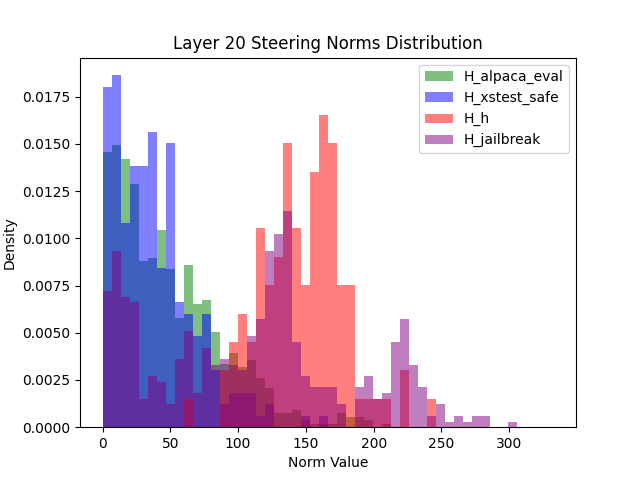 Layer 20 Steering Norms Distribution
H_alpaca_eval
H_xstest_safe
H_h
H_jailbreak
Density
0.0175
0.0150
0.0125
0.0100
0.0075
0.0050
0.0025
0.0000
0 50 100 150 200 250 300
Norm Value